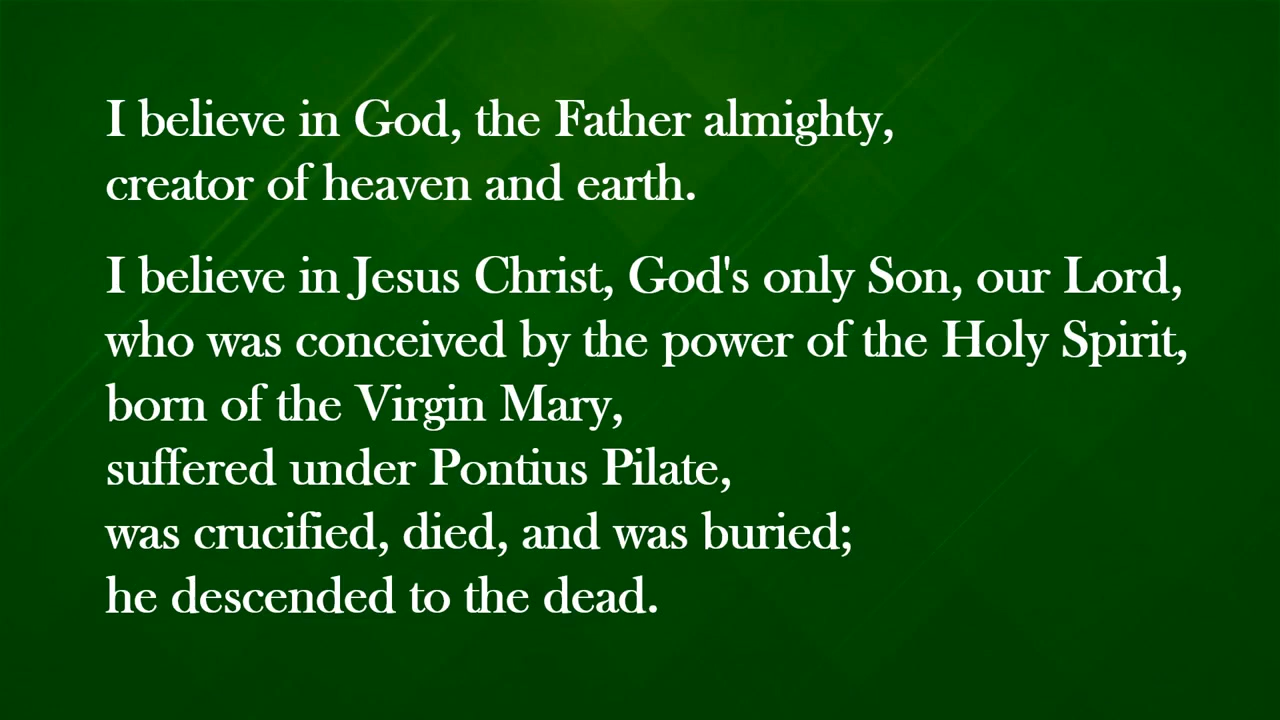 I believe in God, the Father almighty,
creator of heaven and earth.
I believe in Jesus Christ, God's only Son, our Lord,
who was conceived by the power of the Holy Spirit,
born of the Virgin Mary,
suffered under Pontius Pilate,
was crucified, died, and was buried;
he descended to the dead.